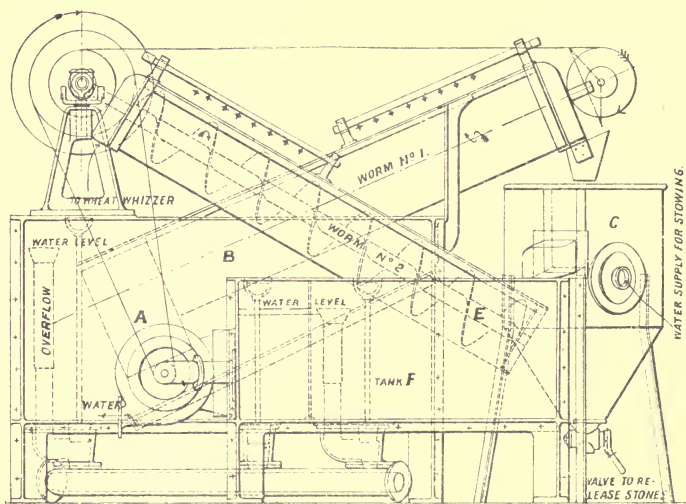 WORM Nº 1.
TO WHEAT WHIZZER
WATER LEVEL
B
WORM Nº 2
C
WATER SUPPLY FOR STOWING.
OVERFLOW
A
WATER LEVEL
E
TANK F
WATER
VALVE TO RE-
LEASE STONES